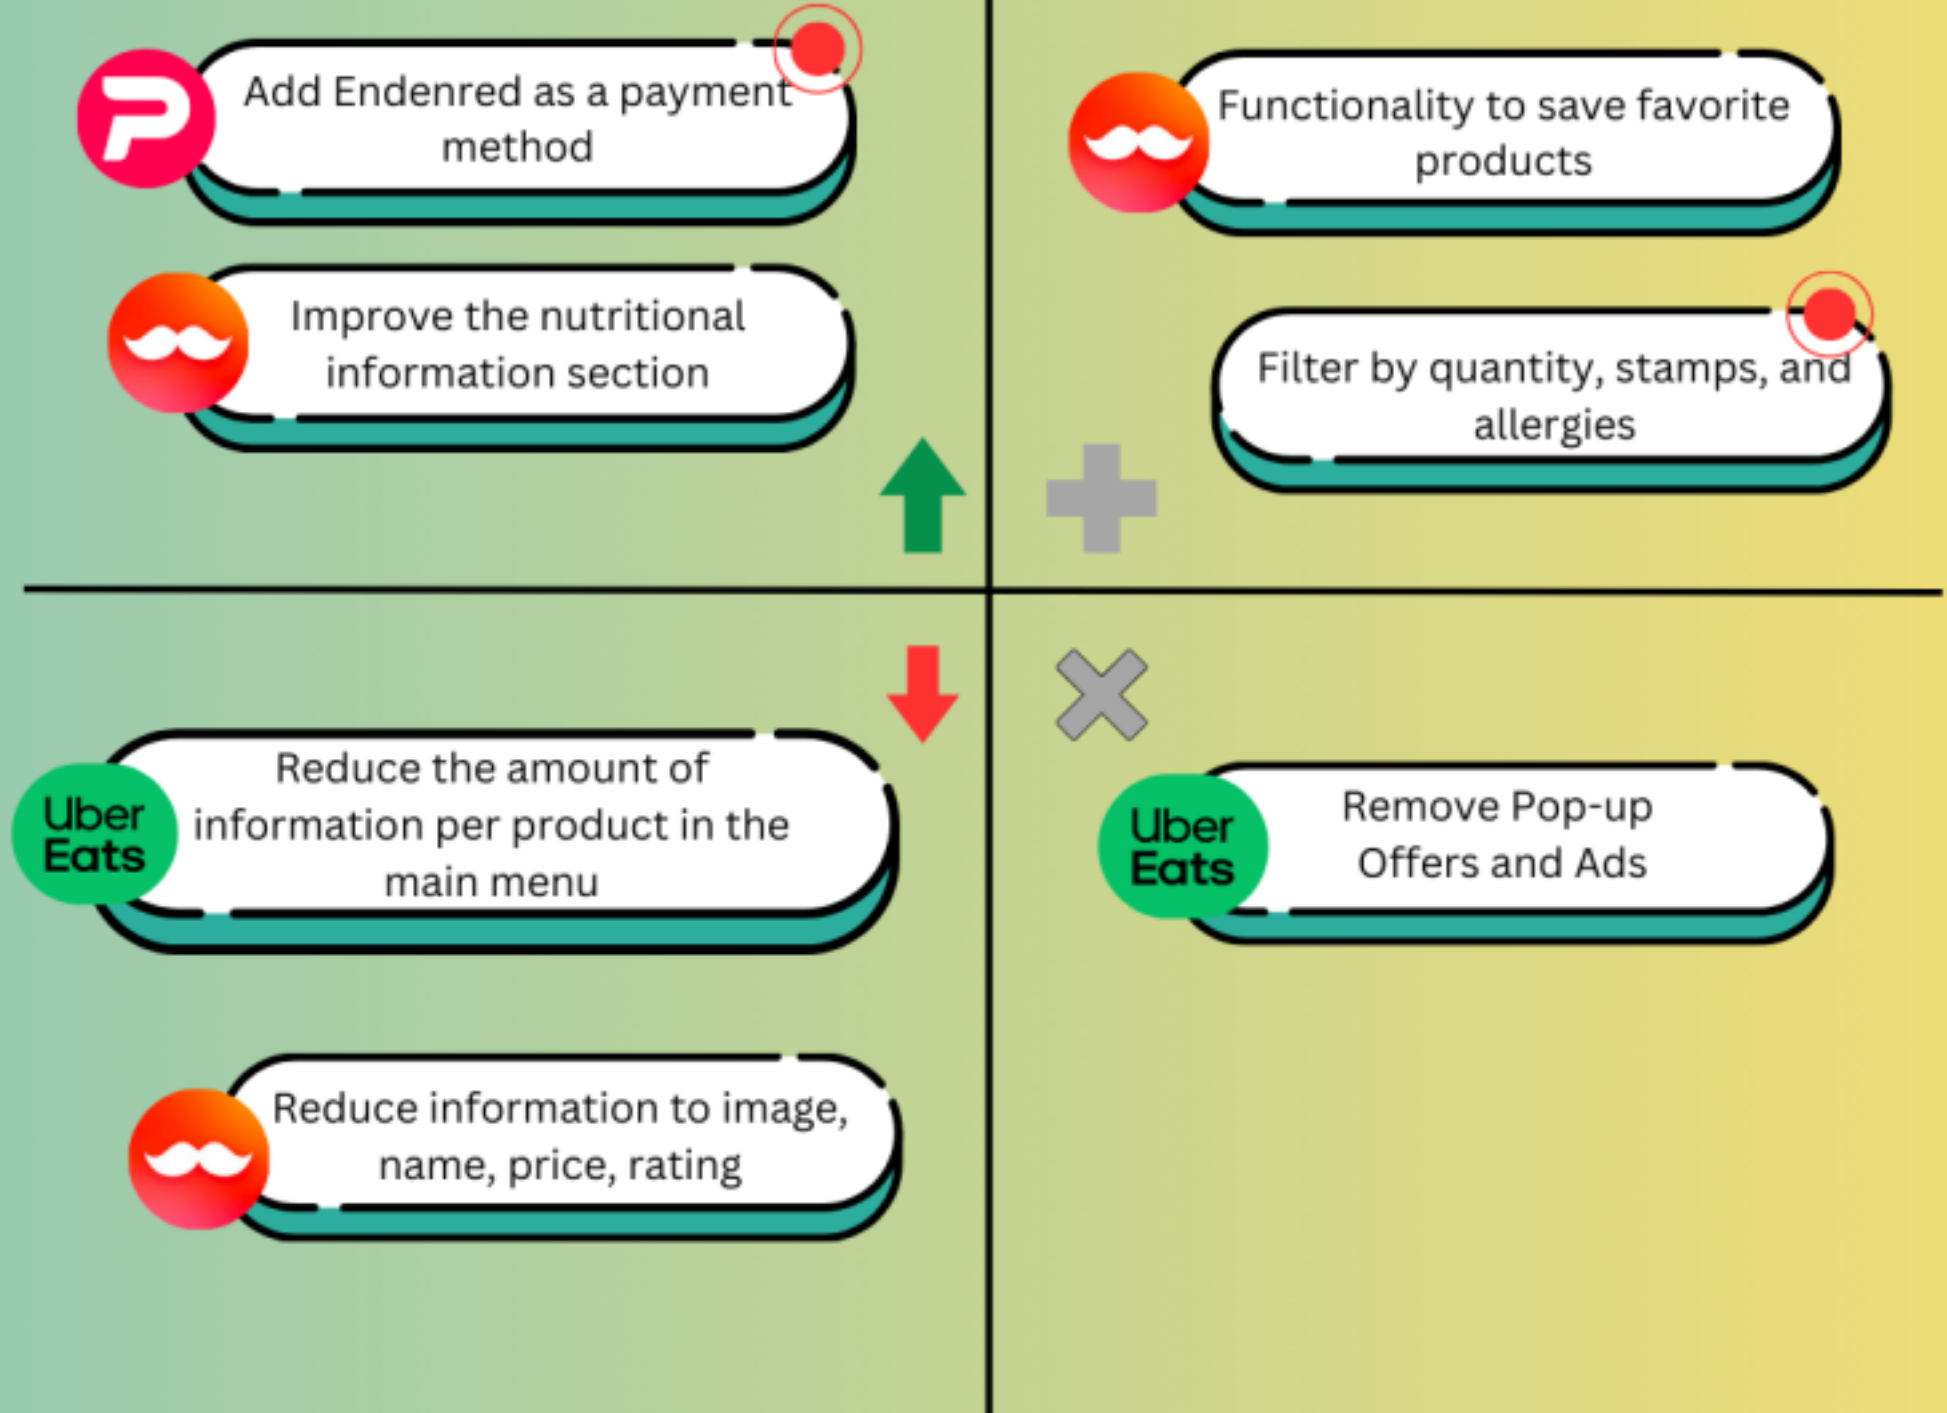 Add Endenred as a payment
method
Improve the nutritional
information section
Functionality to save favorite
products
Filter by quantity, stamps, and
allergies
Uber
Eats
Reduce the amount of
information per product in the
main menu
Reduce information to image,
name, price, rating
Uber
Eats
Remove Pop-up
Offers and Ads